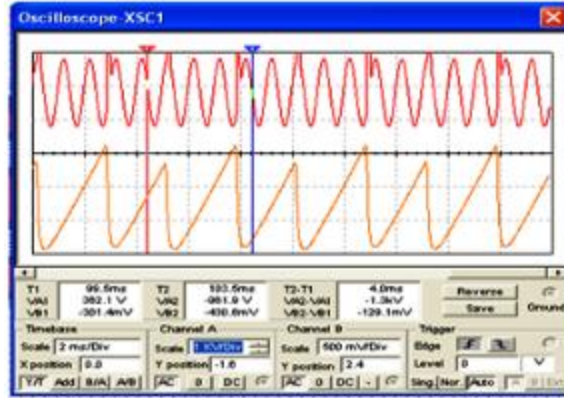 Oscilloscope-XSC1
T1 99.5ms T2 103.5ms T2-T1 4.0ms Reverse
VA1 362.1 V VA2 -961.9 V VA2-VA1 -1.3kV Save Ground
VB1 -301.4mV VB2 -430.6mV VB2-VB1 -129.1mV
Timebase Channel A Channel B Trigger
Scale 2 ms/Div Scale 1 KV/Div Scale 500 mV/Div Edge
X position 0.0 Y position -1.6 Y position 2.4 Level 0 V
Y/T Add B/A A/B AC 0 DC AC 0 DC - Sing. Nor. Auto A B Ext